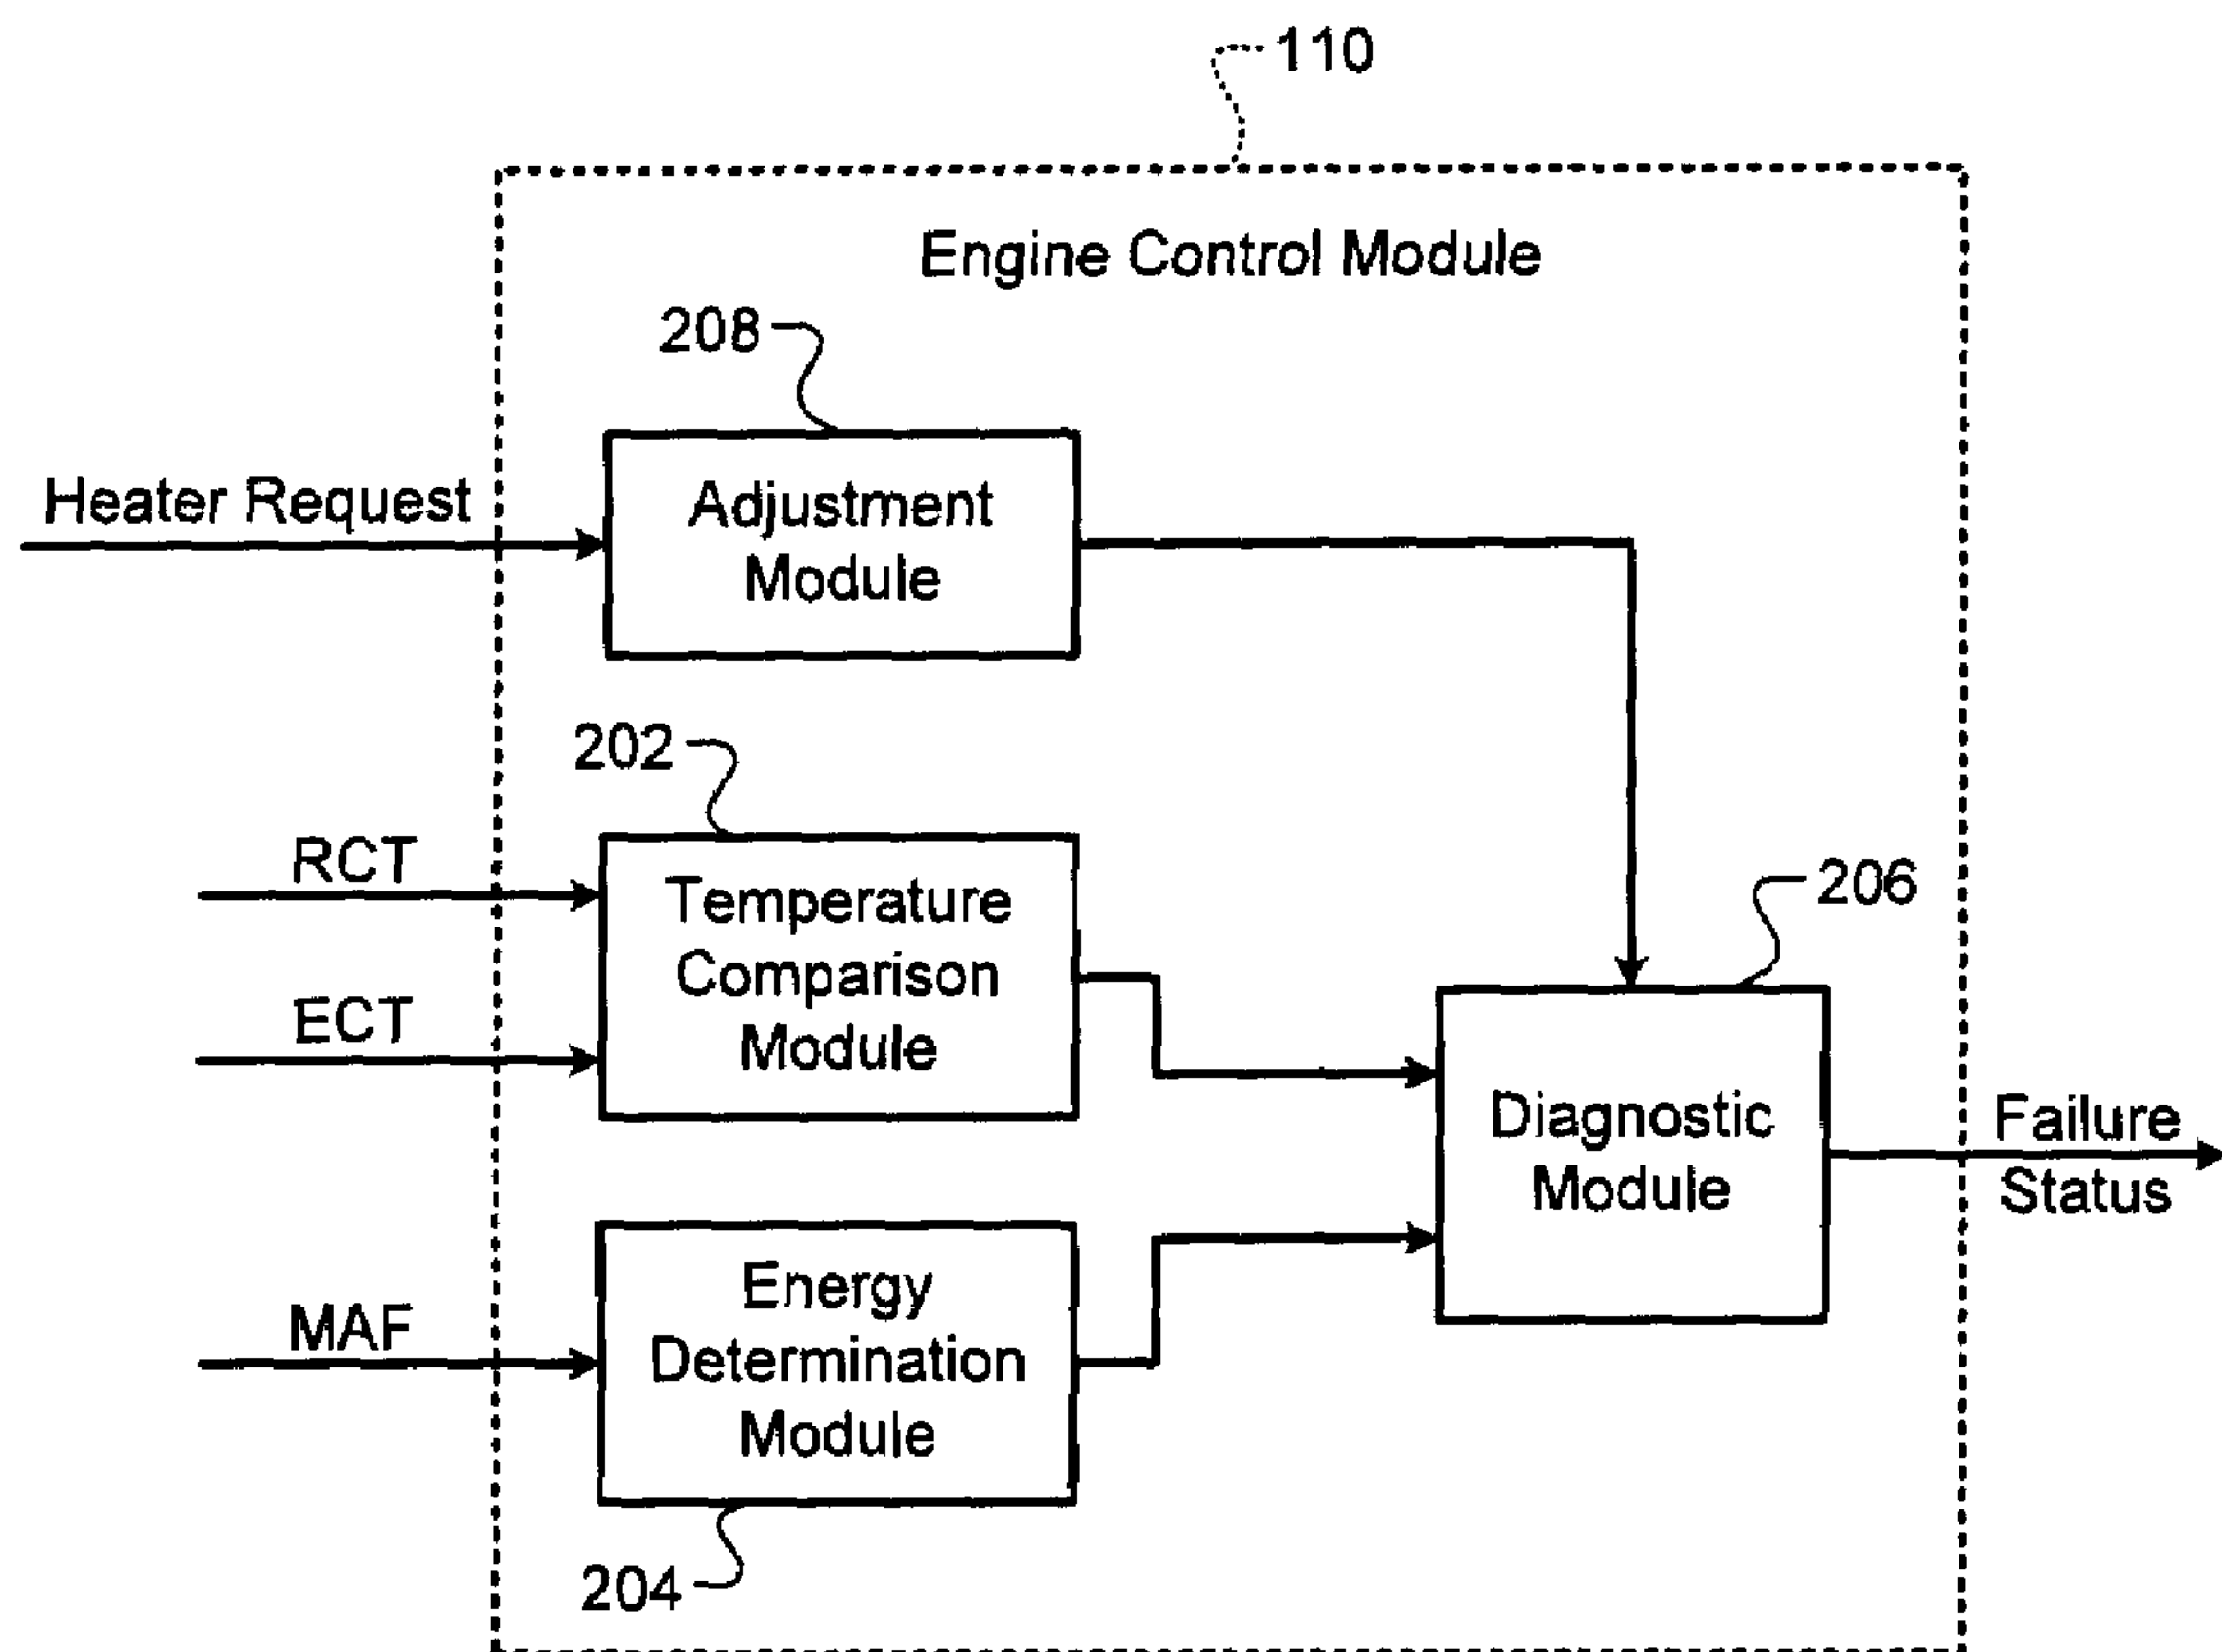 110
Engine Control Module
208
Heater Request
Adjustment
Module
202
RCT
Temperature
Comparison
Module
ECT
206
Diagnostic
Module
Failure
Status
MAF
Energy
Determination
Module
204